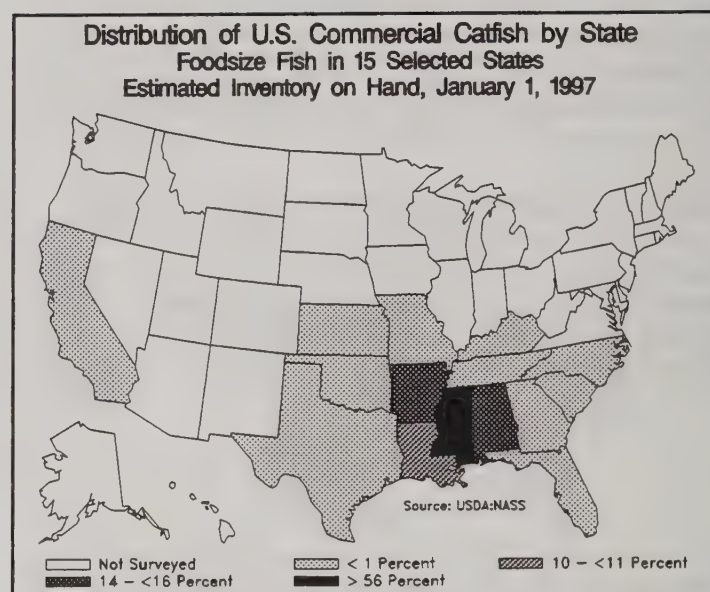 Distribution of U.S. Commercial Catfish by State
Foodsize Fish in 15 Selected States
Estimated Inventory on Hand, January 1, 1997
Source: USDA:NASS
Not Surveyed
< 1 Percent
10 - <11 Percent
14 - <16 Percent
> 56 Percent